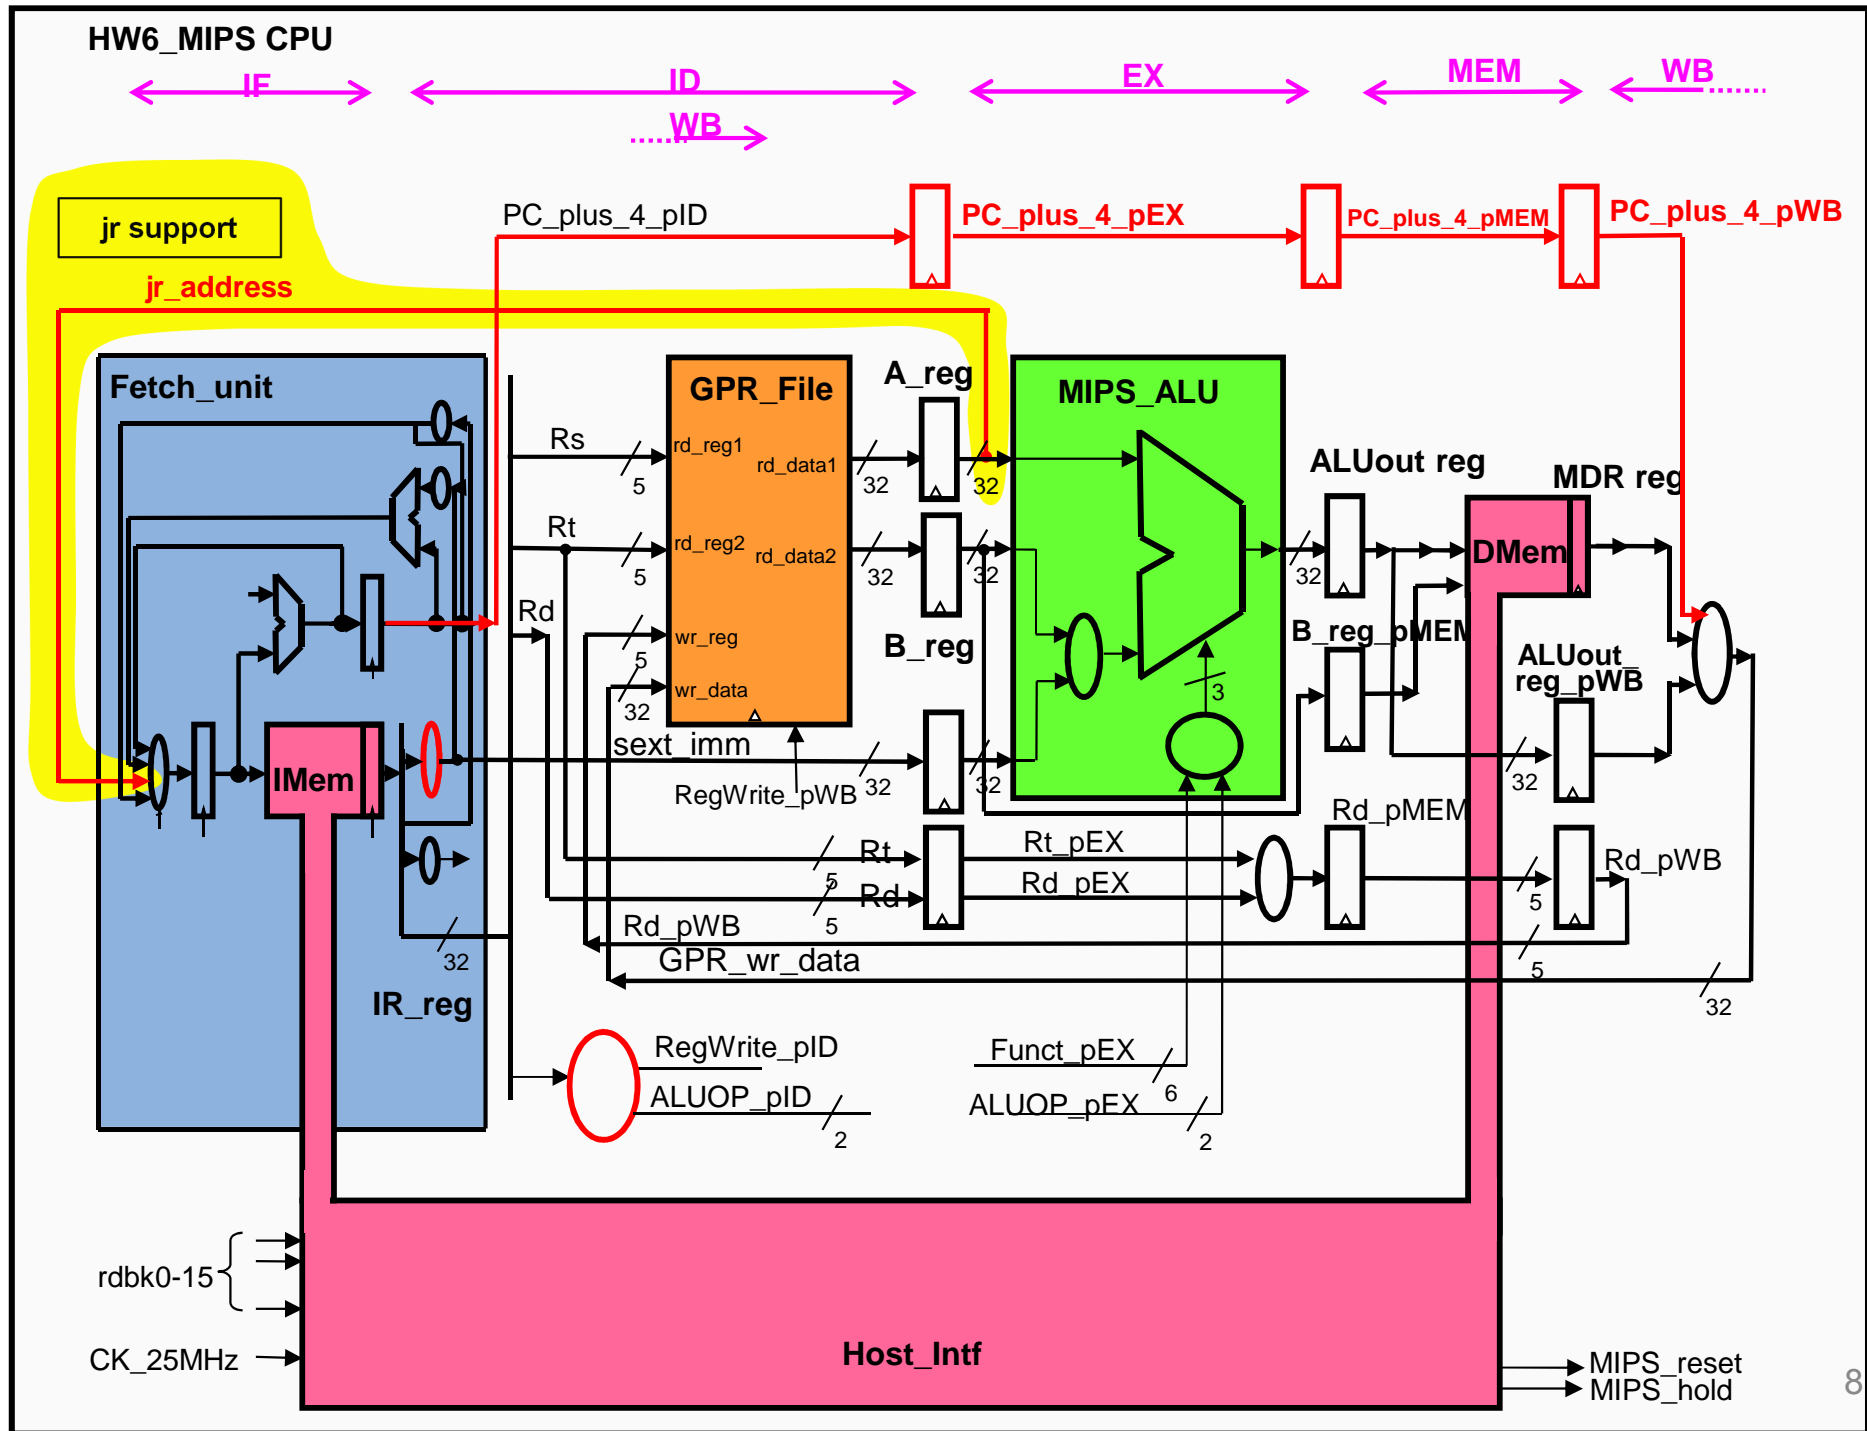 HW6_MIPS CPU
IF
ID
EX
MEM
WB
WB
jr support
PC_plus_4_pID
PC_plus_4_pEX
PC_plus_4_pMEM
PC_plus_4_pWB
jr_address
Fetch_unit
GPR_File
A_reg
MIPS_ALU
Rs
rd_reg1
rd_data1
5
32
32
ALUout reg
MDR reg
Rt
rd_reg2
rd_data2
5
32
32
32
DMem
Rd
wr_reg
5
B_reg
B_reg_pMEM
ALUout_
reg_pWB
wr_data
32
3
IMem
sext_imm
32
32
32
RegWrite_pWB
Rd_pMEM
Rt
5
Rt_pEX
Rd_pWB
Rd
5
Rd_pEX
5
Rd_pWB
5
32
GPR_wr_data
32
IR_reg
RegWrite_pID
Funct_pEX
6
ALUOP_pID
2
ALUOP_pEX
2
rdbk0-15
CK_25MHz
Host_Intf
MIPS_reset
MIPS_hold
8